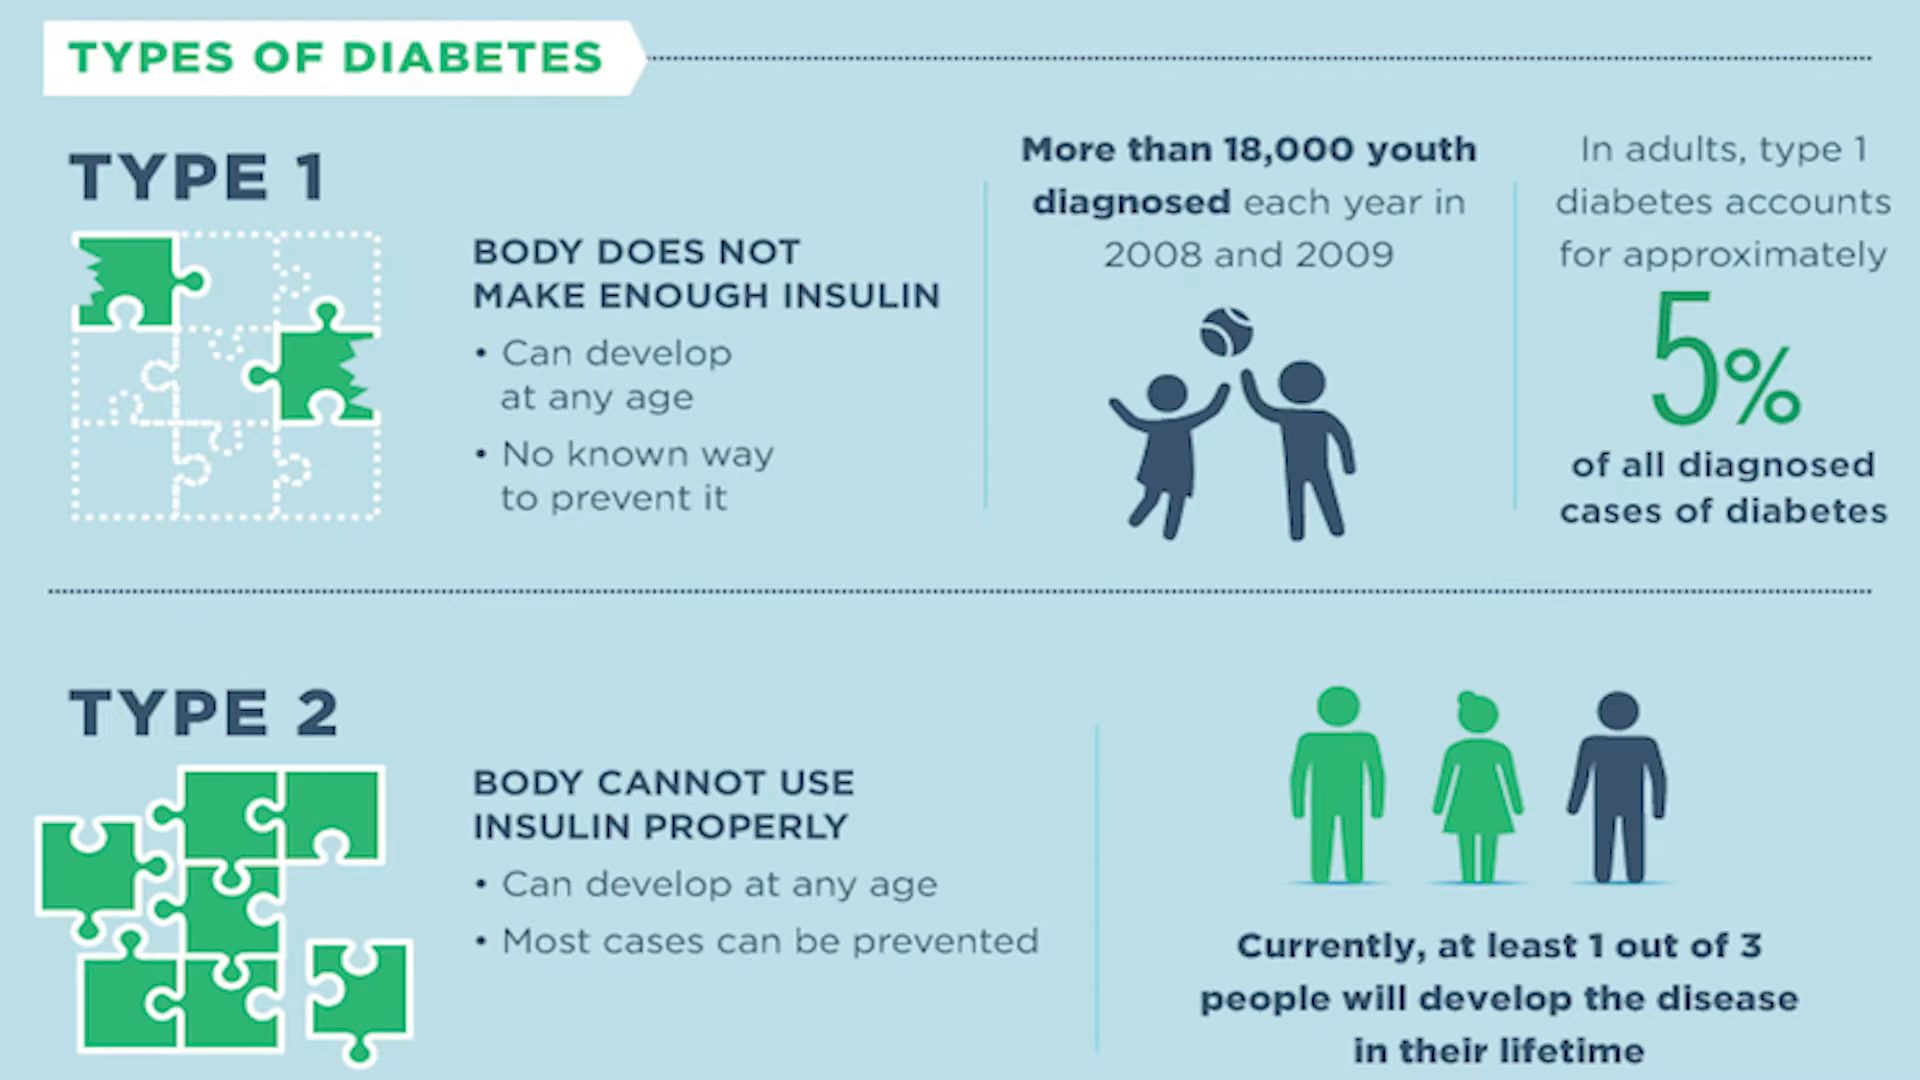 TYPES OF DIABETES
TYPE 1
BODY DOES NOT
MAKE ENOUGH INSULIN
• Can develop
at any age
• No known way
to prevent it
More than 18,000 youth
diagnosed each year in
2008 and 2009
In adults, type 1
diabetes accounts
for approximately
5%
of all diagnosed
cases of diabetes
TYPE 2
BODY CANNOT USE
INSULIN PROPERLY
• Can develop at any age
• Most cases can be prevented
Currently, at least 1 out of 3
people will develop the disease
in their lifetime